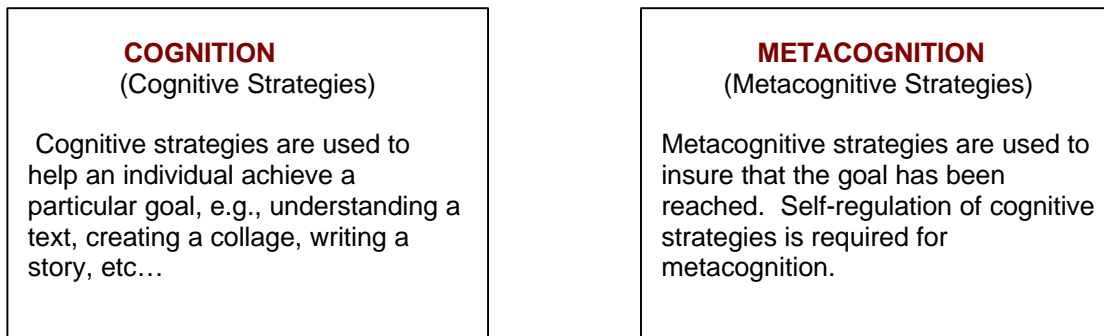 COGNITION
(Cognitive Strategies)
Cognitive strategies are used to
help an individual achieve a
particular goal, e.g., understanding a
text, creating a collage, writing a
story, etc…
METACOGNITION
(Metacognitive Strategies)
Metacognitive strategies are used to
insure that the goal has been
reached.  Self-regulation of cognitive
strategies is required for
metacognition.